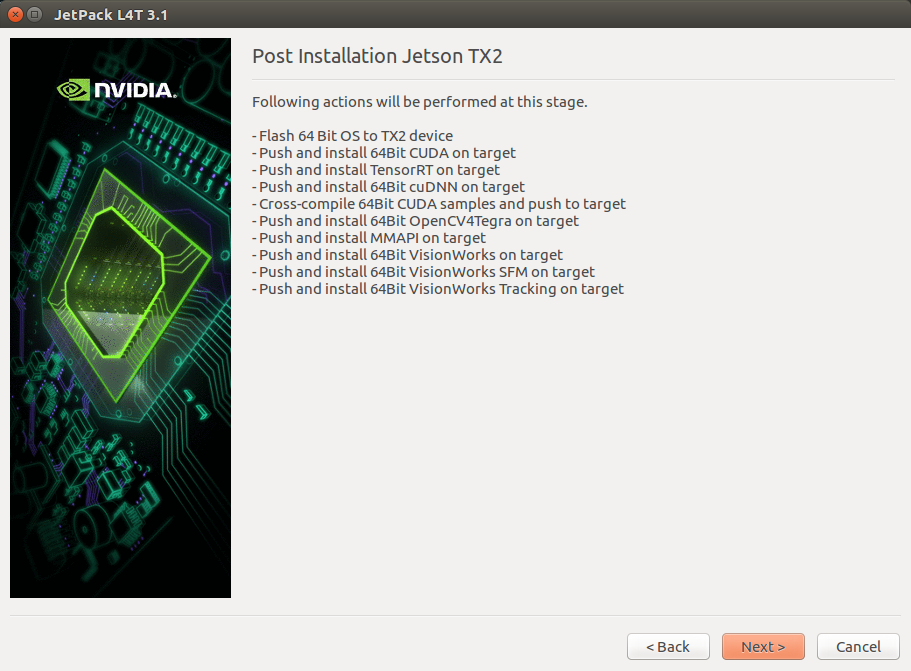 JetPack L4T 3.1
NVIDIA.
Post Installation Jetson TX2
Following actions will be performed at this stage.
- Flash 64 Bit OS to TX2 device
- Push and install 64Bit CUDA on target
- Push and install TensorRT on target
- Push and install 64Bit cuDNN on target
- Cross-compile 64Bit CUDA samples and push to target
- Push and install 64Bit OpenCV4Tegra on target
- Push and install MMAPI on target
- Push and install 64Bit VisionWorks on target
- Push and install 64Bit VisionWorks SFM on target
- Push and install 64Bit VisionWorks Tracking on target
< Back Next > Cancel